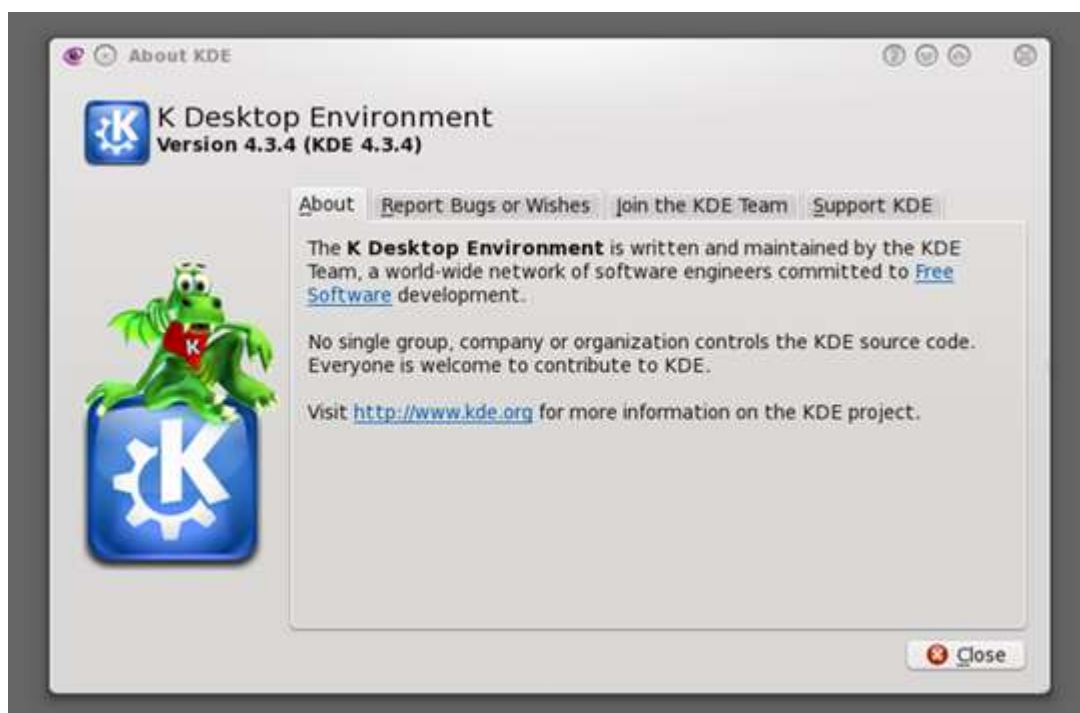 About KDE
K Desktop Environment
Version 4.3.4 (KDE 4.3.4)
About Report Bugs or Wishes Join the KDE Team Support KDE
The K Desktop Environment is written and maintained by the KDE
Team, a world-wide network of software engineers committed to Free
Software development.
No single group, company or organization controls the KDE source code.
Everyone is welcome to contribute to KDE.
Visit http://www.kde.org for more information on the KDE project.
K
K
K
Close